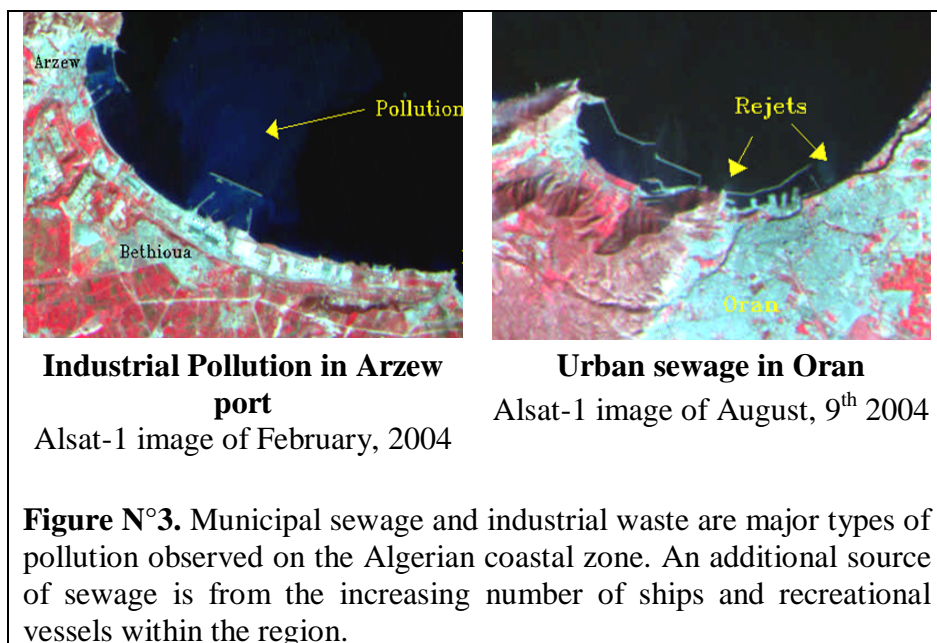 Arzew
Pollution
Bethioua
Rejets
Oran
Industrial Pollution in Arzew
port
Alsat-1 image of February, 2004
Urban sewage in Oran
Alsat-1 image of August, 9th 2004
Figure N°3. Municipal sewage and industrial waste are major types of
pollution observed on the Algerian coastal zone. An additional source
of sewage is from the increasing number of ships and recreational
vessels within the region.